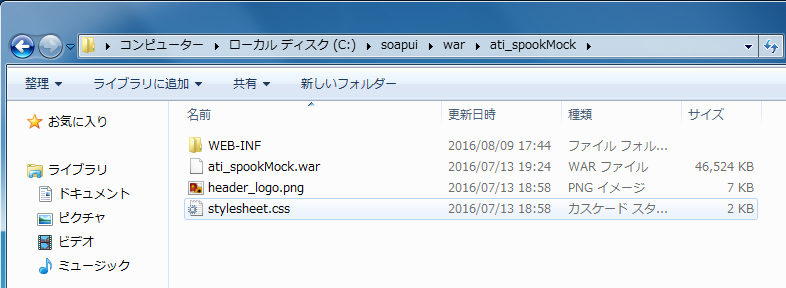 コンピューター ▸ ローカル ディスク (C:) ▸ soapui ▸ war ▸ ati_spookMock ▸
整理 ライブラリに追加 共有 新しいフォルダー
お気に入り
ライブラリ
ドキュメント
ピクチャ
ビデオ
ミュージック
名前 更新日時 種類 サイズ
WEB-INF 2016/08/09 17:44 ファイル フォル...
ati_spookMock.war 2016/07/13 19:24 WAR ファイル 46,524 KB
header_logo.png 2016/07/13 18:58 PNG イメージ 7 KB
stylesheet.css 2016/07/13 18:58 カスケード スタ... 2 KB